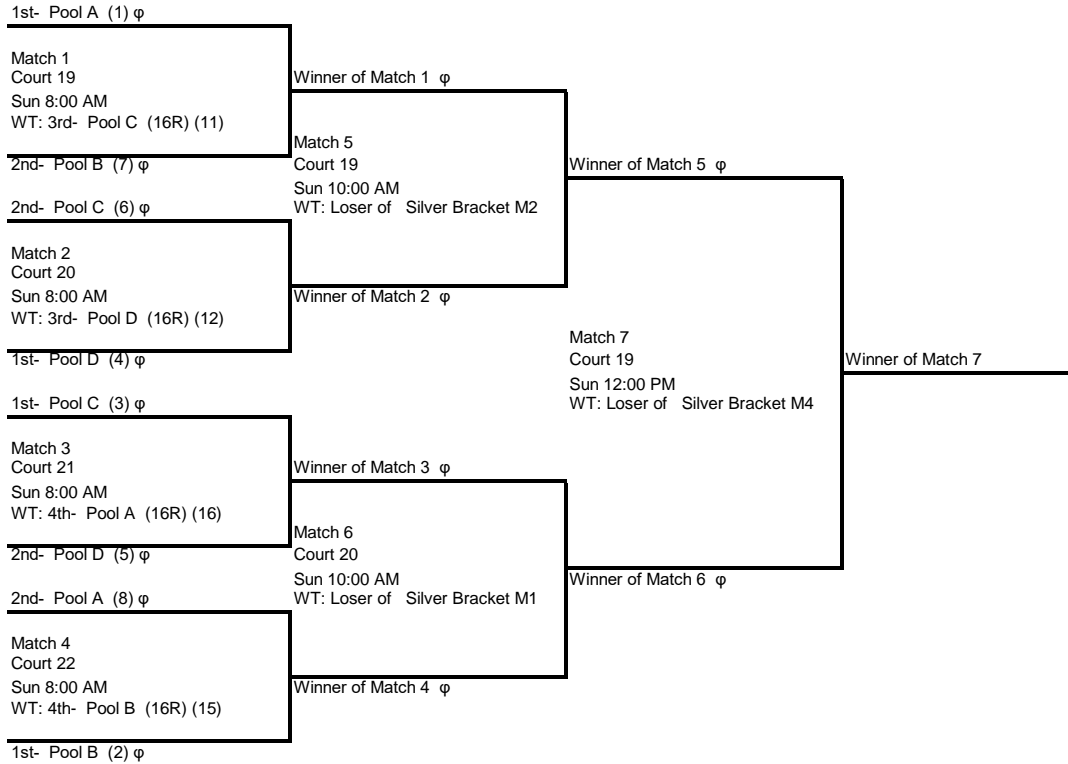 1st- Pool A (1) φ
Match 1
Court 19
Sun 8:00 AM
WT: 3rd- Pool C (16R) (11)
2nd- Pool B (7) φ
2nd- Pool C (6) φ
Match 2
Court 20
Sun 8:00 AM
WT: 3rd- Pool D (16R) (12)
1st- Pool D (4) φ
1st- Pool C (3) φ
Match 3
Court 21
Sun 8:00 AM
WT: 4th- Pool A (16R) (16)
2nd- Pool D (5) φ
2nd- Pool A (8) φ
Match 4
Court 22
Sun 8:00 AM
WT: 4th- Pool B (16R) (15)
1st- Pool B (2) φ
Winner of Match 1 φ
Match 5
Court 19
Sun 10:00 AM
WT: Loser of Silver Bracket M2
Winner of Match 2 φ
Winner of Match 3 φ
Match 6
Court 20
Sun 10:00 AM
WT: Loser of Silver Bracket M1
Winner of Match 4 φ
Winner of Match 5 φ
Match 7
Court 19
Sun 12:00 PM
WT: Loser of Silver Bracket M4
Winner of Match 6 φ
Winner of Match 7